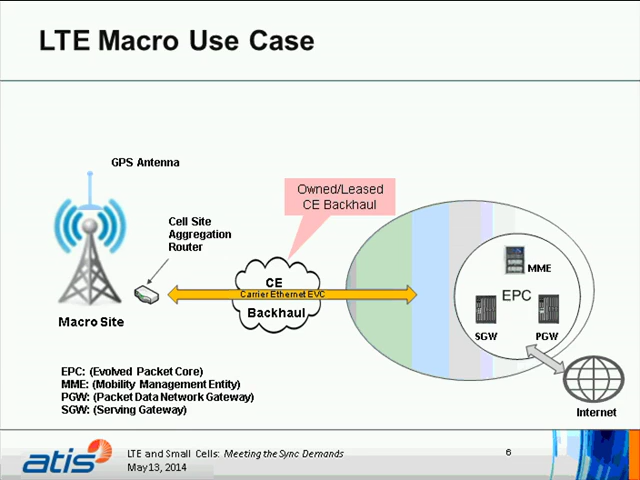 LTE Macro Use Case
GPS Antenna
Owned/Leased
CE Backhaul
Cell Site
Aggregation
Router
MME
CE
Carrier Ethernet EVC
Backhaul
EPC
Macro Site
SGW
PGW
EPC: (Evolved Packet Core)
MME: (Mobility Management Entity)
PGW: (Packet Data Network Gateway)
SGW: (Serving Gateway)
Internet
atis
LTE and Small Cells: Meeting the Sync Demands
May13, 2014
6